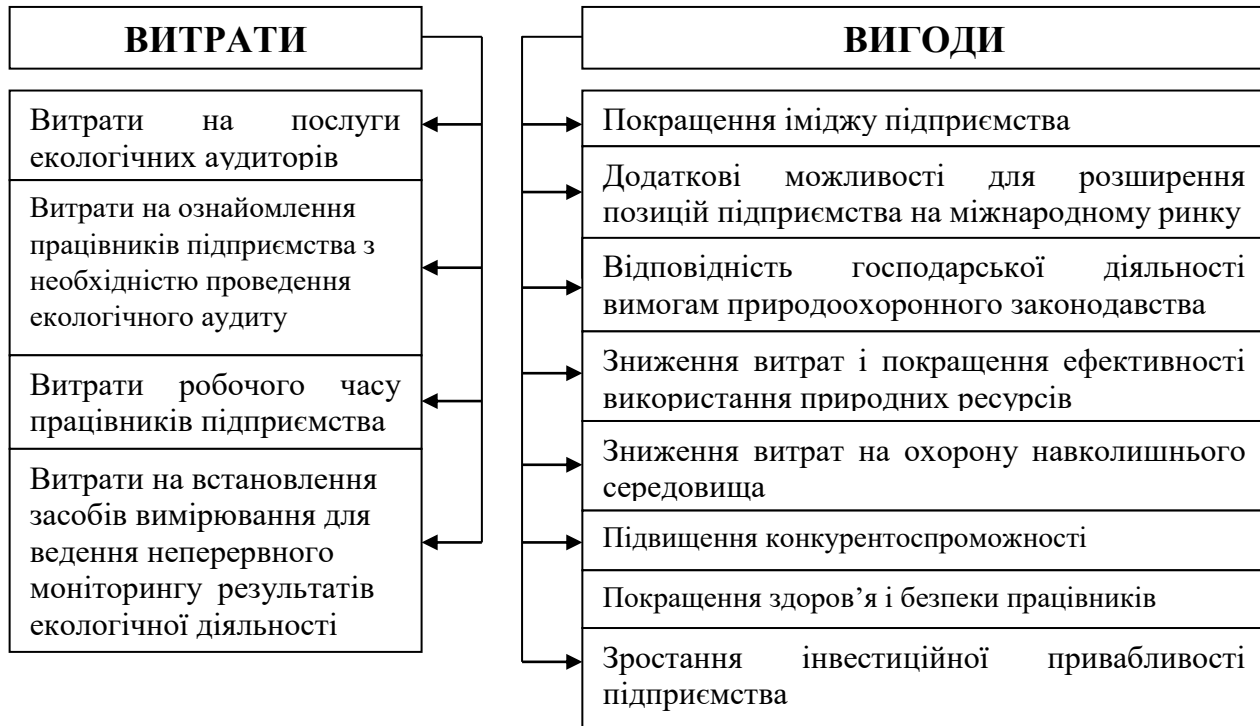 ВИТРАТИ
Витрати на послуги
екологічних аудиторів
Витрати на ознайомлення
працівників підприємства з
необхідністю проведення
екологічного аудиту
Витрати робочого часу
працівників підприємства
Витрати на встановлення
засобів вимірювання для
ведення неперервного
моніторингу результатів
екологічної діяльності
ВИГОДИ
Покращення іміджу підприємства
Додаткові можливості для розширення
позицій підприємства на міжнародному ринку
Відповідність господарської діяльності
вимогам природоохоронного законодавства
Зниження витрат і покращення ефективності
використання природних ресурсів
Зниження витрат на охорону навколишнього
середовища
Підвищення конкурентоспроможності
Покращення здоров’я і безпеки працівників
Зростання інвестиційної привабливості
підприємства